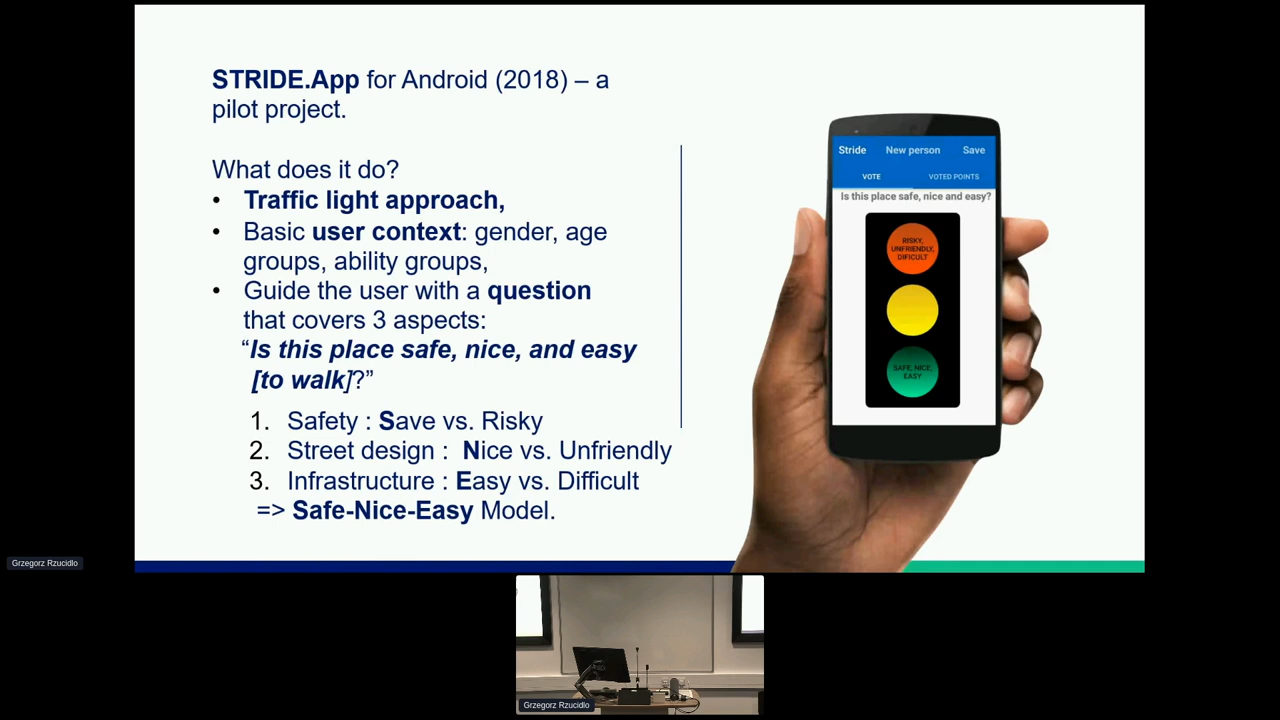 STRIDE.App for Android (2018) – a
pilot project.
What does it do?
• Traffic light approach,
• Basic user context: gender, age
groups, ability groups,
• Guide the user with a question
that covers 3 aspects:
“Is this place safe, nice, and easy
[to walk]?”
1. Safety : Save vs. Risky
2. Street design : Nice vs. Unfriendly
3. Infrastructure : Easy vs. Difficult
=> Safe-Nice-Easy Model.
Stride New person Save
VOTE VOTED POINTS
Is this place safe, nice and easy?
RISKY,
UNFRIENDLY,
DIFICULT
SAFE, NICE,
EASY
Grzegorz Rzucidlo
Grzegorz Rzucidlo